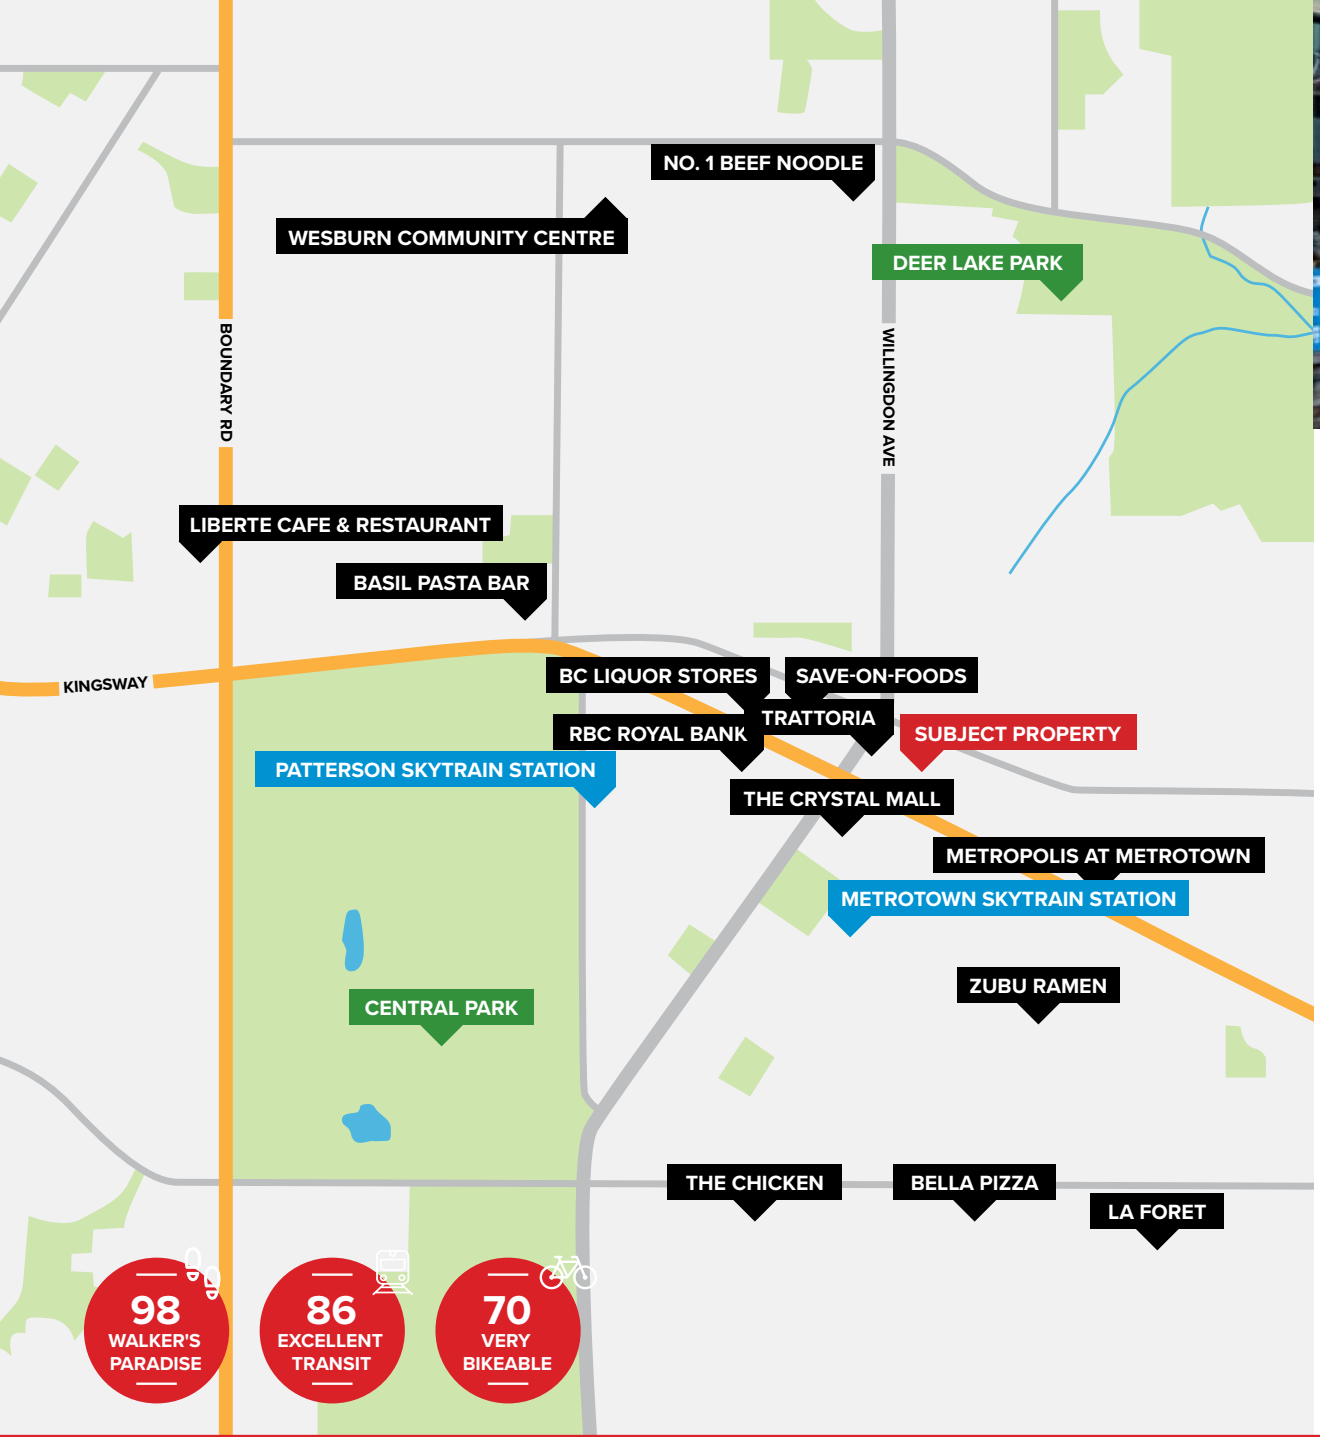 NO. 1 BEEF NOODLE
WESBURN COMMUNITY CENTRE
DEER LAKE PARK
BOUNDARY RD
WILLINGDON AVE
LIBERTE CAFE & RESTAURANT
BASIL PASTA BAR
KINGSWAY
BC LIQUOR STORES
SAVE-ON-FOODS
TRATTORIA
RBC ROYAL BANK
SUBJECT PROPERTY
PATTERSON SKYTRAIN STATION
THE CRYSTAL MALL
METROPOLIS AT METROTOWN
METROTOWN SKYTRAIN STATION
ZUBU RAMEN
CENTRAL PARK
THE CHICKEN
BELLA PIZZA
LA FORET
98
WALKER'S
PARADISE
86
EXCELLENT
TRANSIT
70
VERY
BIKEABLE